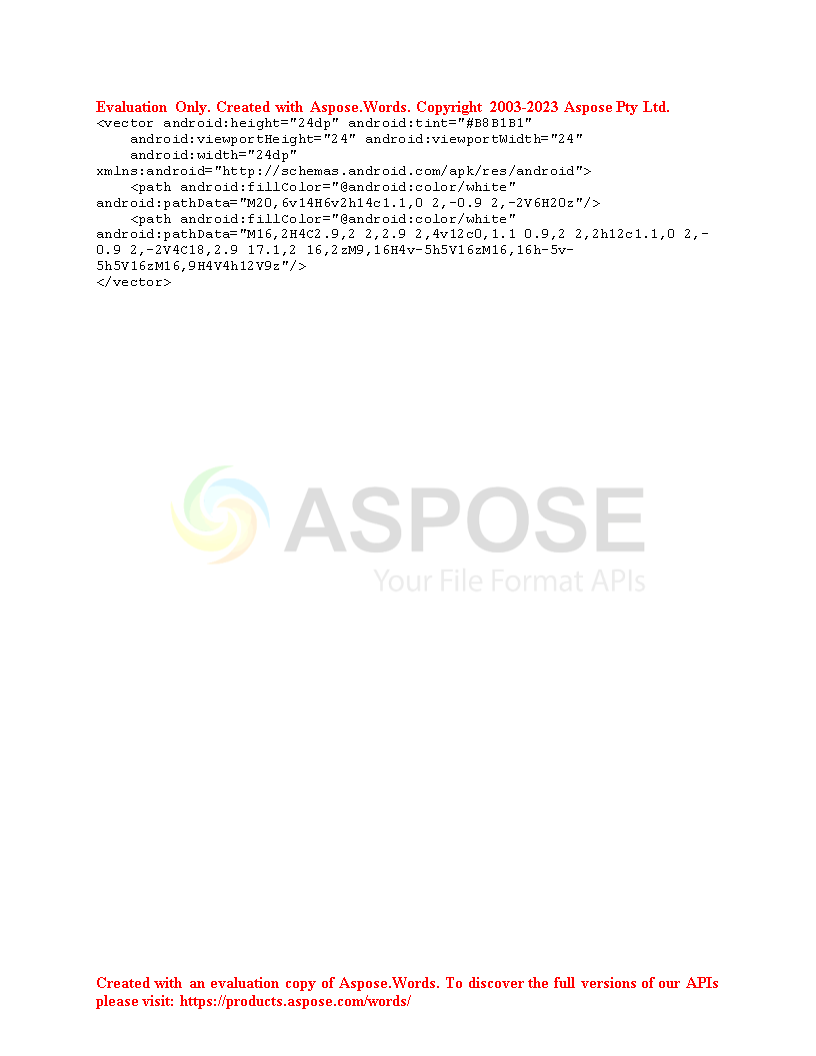 Evaluation Only. Created with Aspose.Words. Copyright 2003-2023 Aspose Pty Ltd.
<vector android:height="24dp" android:tint="#B8B1B1"
    android:viewportHeight="24" android:viewportWidth="24"
    android:width="24dp"
xmlns:android="http://schemas.android.com/apk/res/android">
    <path android:fillColor="@android:color/white"
android:pathData="M20,6v14H6v2h14c1.1,0 2,-0.9 2,-2V6H20z"/>
    <path android:fillColor="@android:color/white"
android:pathData="M16,2H4C2.9,2 2,2.9 2,4v12c0,1.1 0.9,2 2,2h12c1.1,0 2,-
0.9 2,-2V4C18,2.9 17.1,2 16,2zM9,16H4v-5h5V16zM16,16h-5v-
5h5V16zM16,9H4V4h12V9z"/>
</vector>
ASPOSE
Your File Format APIs
Created with an evaluation copy of Aspose.Words. To discover the full versions of our APIs
please visit: https://products.aspose.com/words/